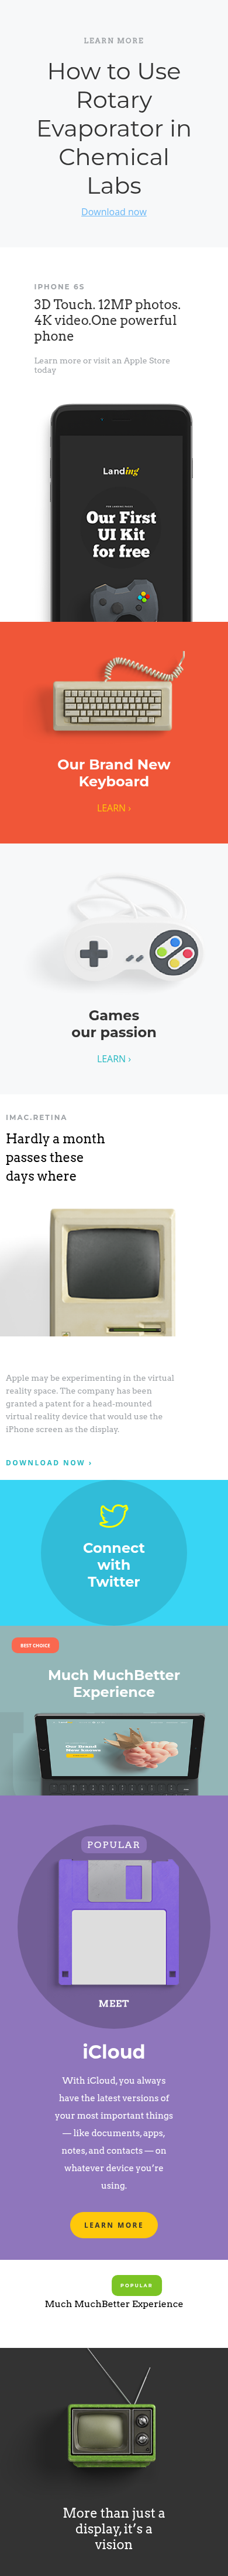 LEARN MORE
How to Use
Rotary
Evaporator in
Chemical
Labs
Download now
IPHONE 6S
3D Touch. 12MP photos.
4K video.One powerful
phone
Learn more or visit an Apple Store
today
Landing
Our First
UI Kit
for free
Our Brand New
Keyboard
LEARN ›
Games
our passion
LEARN ›
IMAC.RETINA
Hardly a month
passes these
days where
Apple may be experimenting in the virtual
reality space. The company has been
granted a patent for a head-mounted
virtual reality device that would use the
iPhone screen as the display.
DOWNLOAD NOW ›
Connect
with
Twitter
BEST CHOICE
Much MuchBetter
Experience
Our Brand
POPULAR
MEET
iCloud
With iCloud, you always
have the latest versions of
your most important things
— like documents, apps,
notes, and contacts — on
whatever device you’re
using.
LEARN MORE
POPULAR
Much MuchBetter Experience
More than just a
display, it’s a
vision